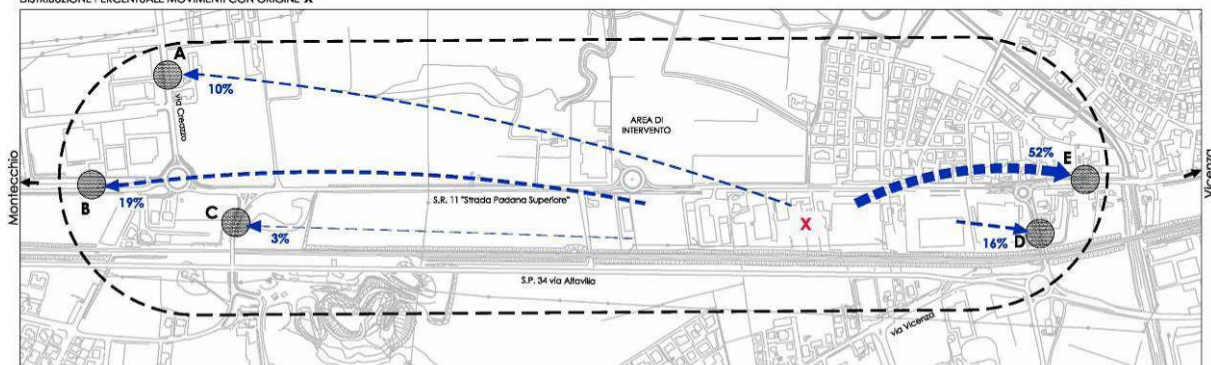 DISTRIBUZIONE PERCENTUALE MOVIMENTI CON ORIGINE X
A
10%
via Creazzo
AREA DI
INTERVENTO
52%
E
Montecchio
Vicenza
B
19%
C
S.R. 11 "Strada Padana Superiore"
X
3%
16%
D
S.P. 34 via Altavilla
via Vicenza